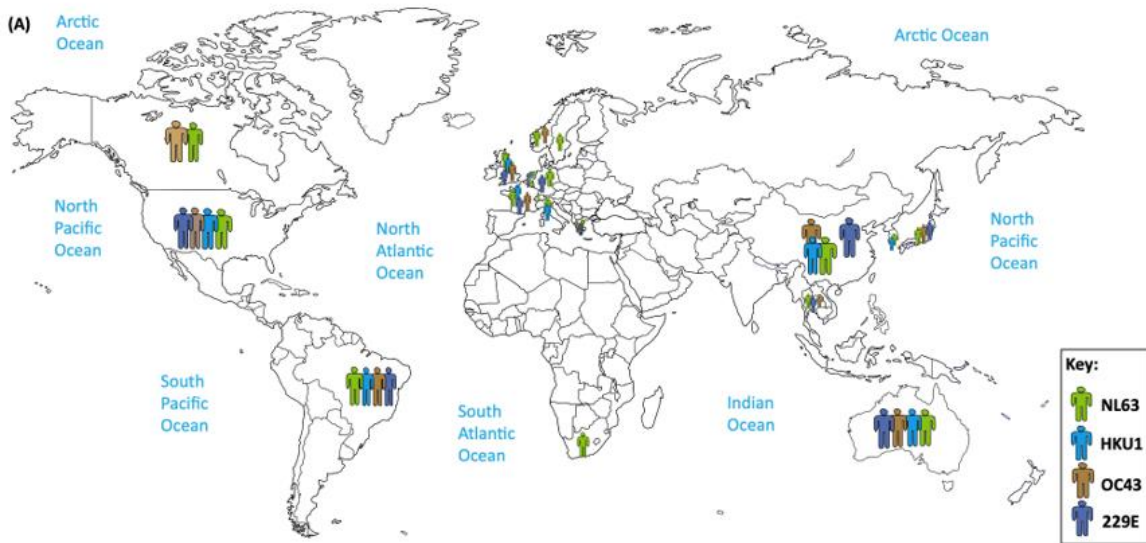 (A)
Arctic
Ocean
Arctic Ocean
North
Pacific
Ocean
North
Atlantic
Ocean
North
Pacific
Ocean
South
Pacific
Ocean
South
Atlantic
Ocean
Indian
Ocean
Key:
NL63
HKU1
OC43
229E